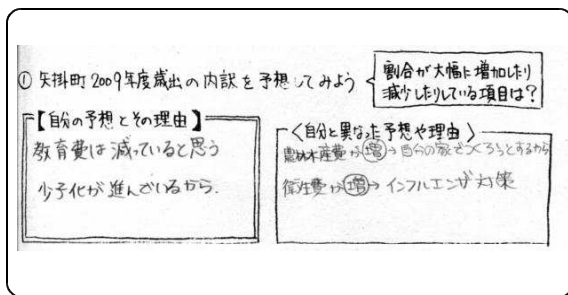 ① 矢掛町2009年度歳出の内訳を予想してみよう
割合が大幅に増加したり
減少したりしている項目は?
【自分の予想とその理由】
教育費は減っていると思う
少子化が進んでいるから.
〈自分と異なった予想や理由〉
農林水産費が増→自分の家でつくろうとするから
衛生費が増→インフルエンザ対策